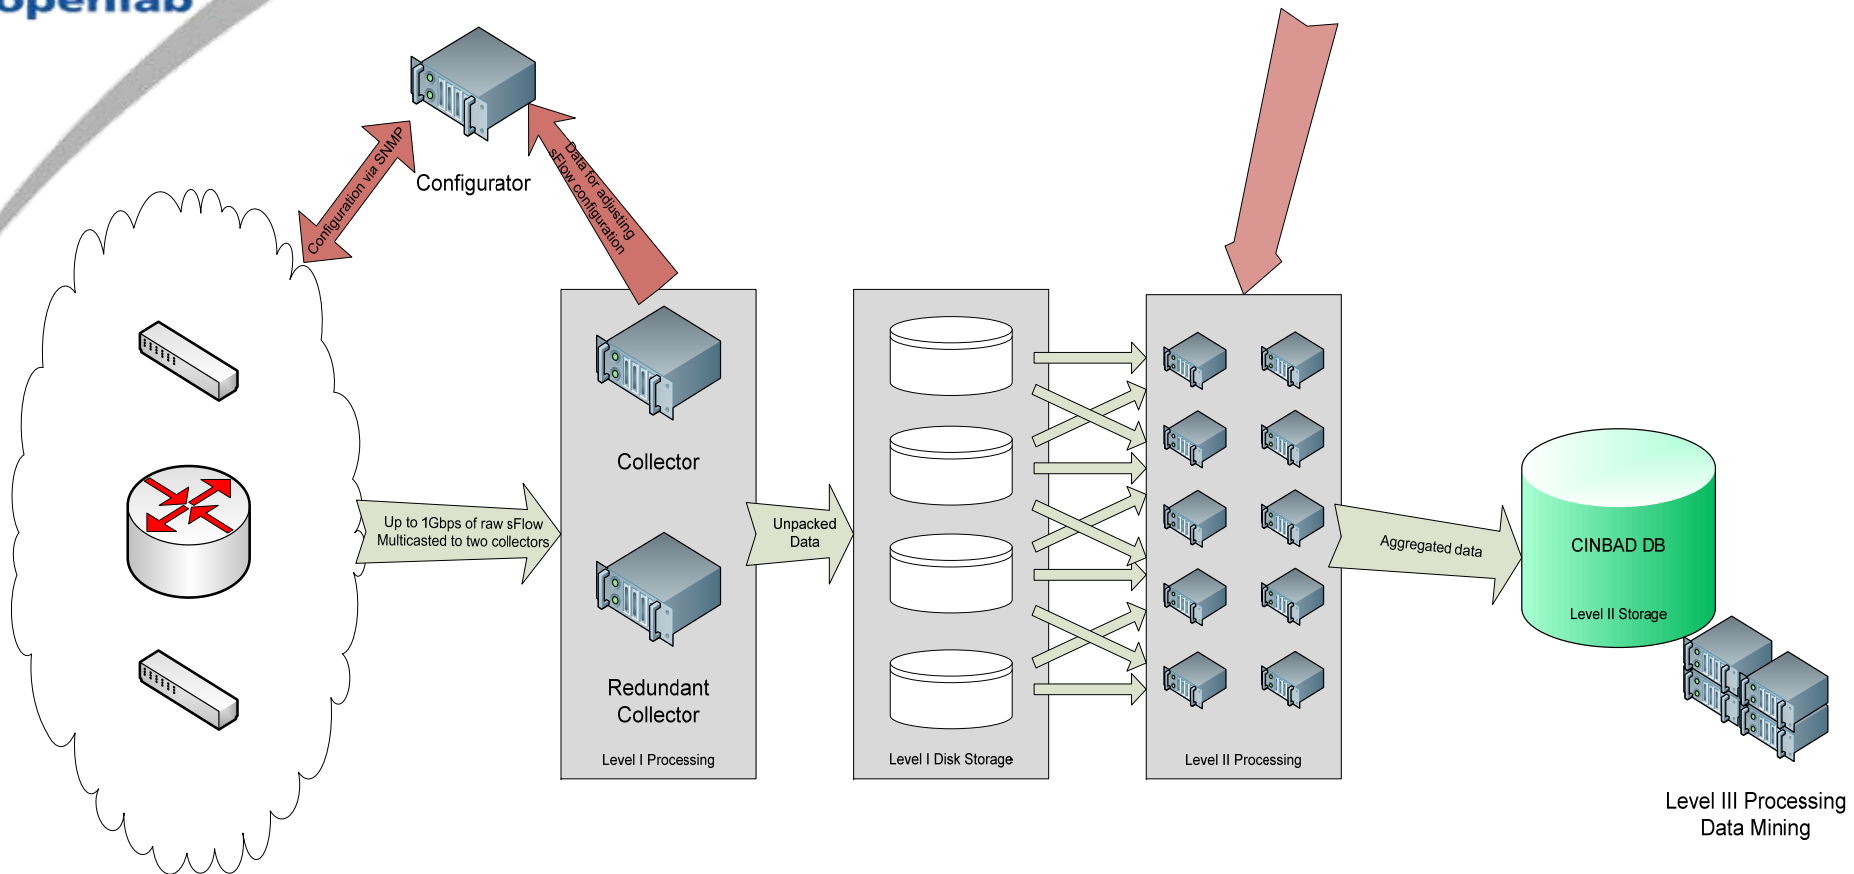 openlab
Configuration via SNMP
Configurator
Data for adjusting
sFlow configuration
Up to 1Gbps of raw sFlow
Multicasted to two collectors
Collector
Redundant
Collector
Level I Processing
Unpacked
Data
Level I Disk Storage
Level II Processing
Aggregated data
CINBAD DB
Level II Storage
Level III Processing
Data Mining